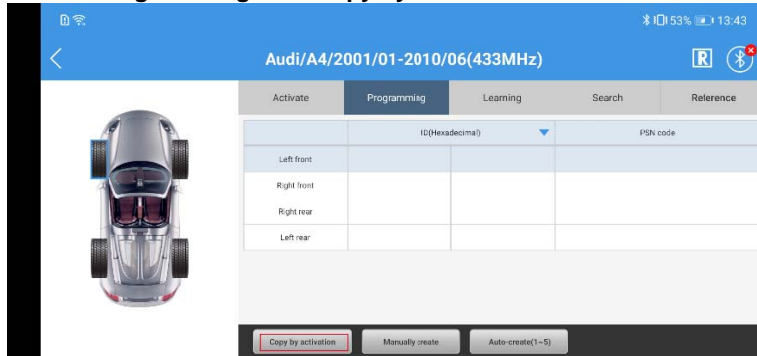 53% 13:43
Audi/A4/2001/01-2010/06(433MHz)
R
Activate Programming Learning Search Reference
ID(Hexadecimal) PSN code
Left front
Right front
Right rear
Left rear
Copy by activation Manually create Auto-create(1~5)